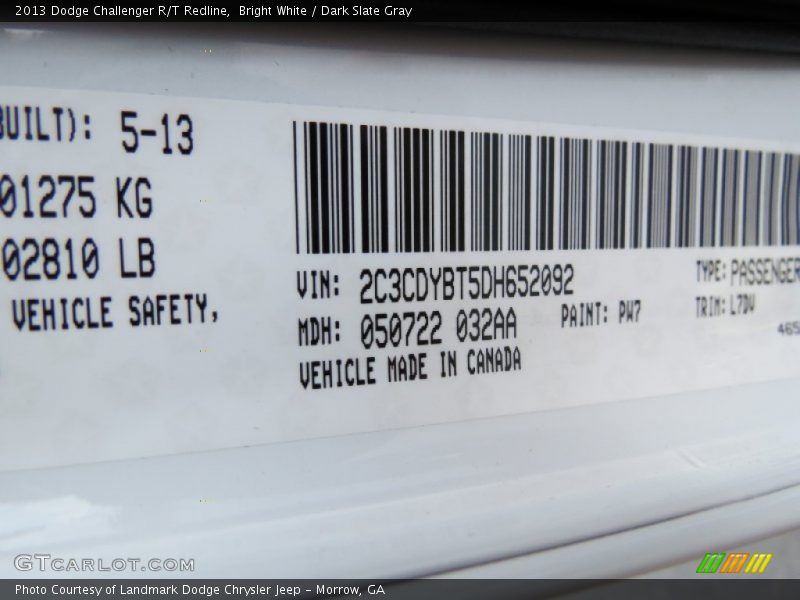 2013 Dodge Challenger R/T Redline,  Bright White / Dark Slate Gray
BUILT): 5-13
01275 KG
02810 LB
VEHICLE SAFETY,
VIN: 2C3CDYBT5DH652092
TYPE: PASSENGER
MDH: 050722 032AA
PAINT: PW7
TRIM: L7DV
465
VEHICLE MADE IN CANADA
GTCARLOT.COM
Photo Courtesy of Landmark Dodge Chrysler Jeep - Morrow, GA